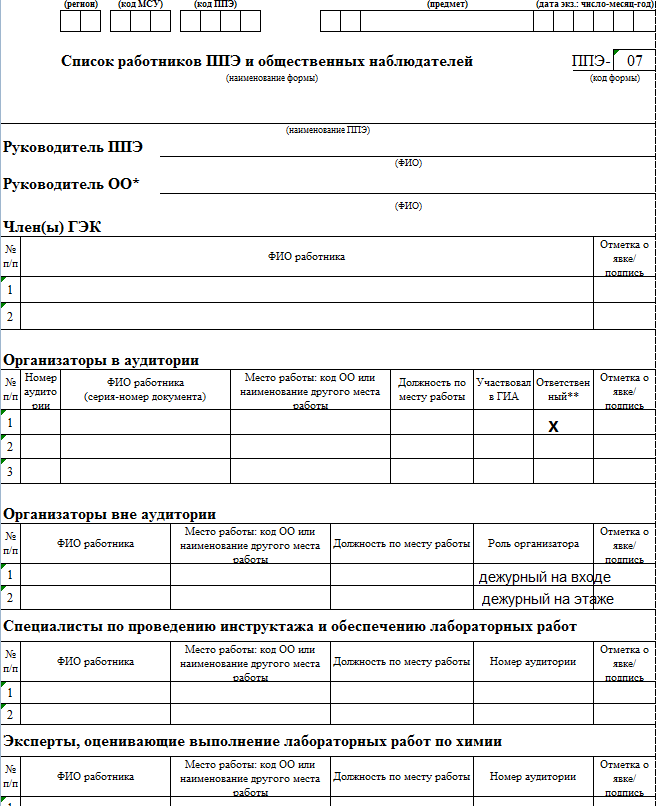 (регион) (код МСУ) (код ППЭ) (предмет) (дата экз.: число-месяц-год)
Список работников ППЭ и общественных наблюдателей ППЭ- 07
(наименование формы) (код формы)
(наименование ППЭ)
Руководитель ППЭ
(ФИО)
Руководитель ОО*
(ФИО)
Член(ы) ГЭК
№ п/п ФИО работника Отметка о явке/ подпись
1
2
Организаторы в аудитории
№ п/п Номер аудито рии ФИО работника (серия-номер документа) Место работы: код ОО или наименование другого места работы Должность по месту работы Участвовал в ГИА Ответствен ный** Отметка о явке/ подпись
1 X
2
3
Организаторы вне аудитории
№ п/п ФИО работника Место работы: код ОО или наименование другого места работы Должность по месту работы Роль организатора Отметка о явке/ подпись
1 дежурный на входе
2 дежурный на этаже
Специалисты по проведению инструктажа и обеспечению лабораторных работ
№ п/п ФИО работника Место работы: код ОО или наименование другого места работы Должность по месту работы Номер аудитории Отметка о явке/ подпись
1
2
Эксперты, оценивающие выполнение лабораторных работ по химии
№ п/п ФИО работника Место работы: код ОО или наименование другого места работы Должность по месту работы Номер аудитории Отметка о явке/ подпись
1